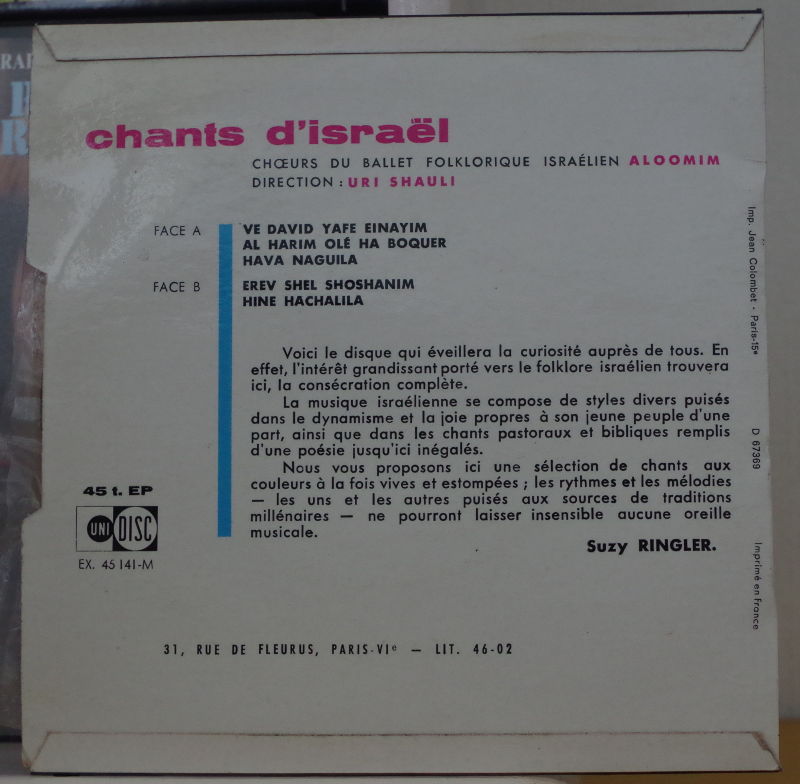 chants d'israël
CHŒURS DU BALLET FOLKLORIQUE ISRAÉLIEN ALOOMIM
DIRECTION : URI SHAULI
FACE A
VE DAVID YAFE EINAYIM
AL HARIM OLÉ HA BOQUER
HAVA NAGUILA
FACE B
EREV SHEL SHOSHANIM
HINE HACHALILA
Voici le disque qui éveillera la curiosité auprès de tous. En
effet, l'intérêt grandissant porté vers le folklore israélien trouvera
ici, la consécration complète.
La musique israélienne se compose de styles divers puisés
dans le dynamisme et la joie propres à son jeune peuple d'une
part, ainsi que dans les chants pastoraux et bibliques remplis
d'une poésie jusqu'ici inégalés.
Nous vous proposons ici une sélection de chants aux
couleurs à la fois vives et estompées ; les rythmes et les mélodies
— les uns et les autres puisés aux sources de traditions
millénaires — ne pourront laisser insensible aucune oreille
musicale.
Suzy RINGLER.
45 t. EP
UNI DISC
EX. 45 141-M
31, RUE DE FLEURUS, PARIS-VIe — LIT. 46-02
Imp. Jean Colombet - Paris-15e
D 67369
Imprimé en France